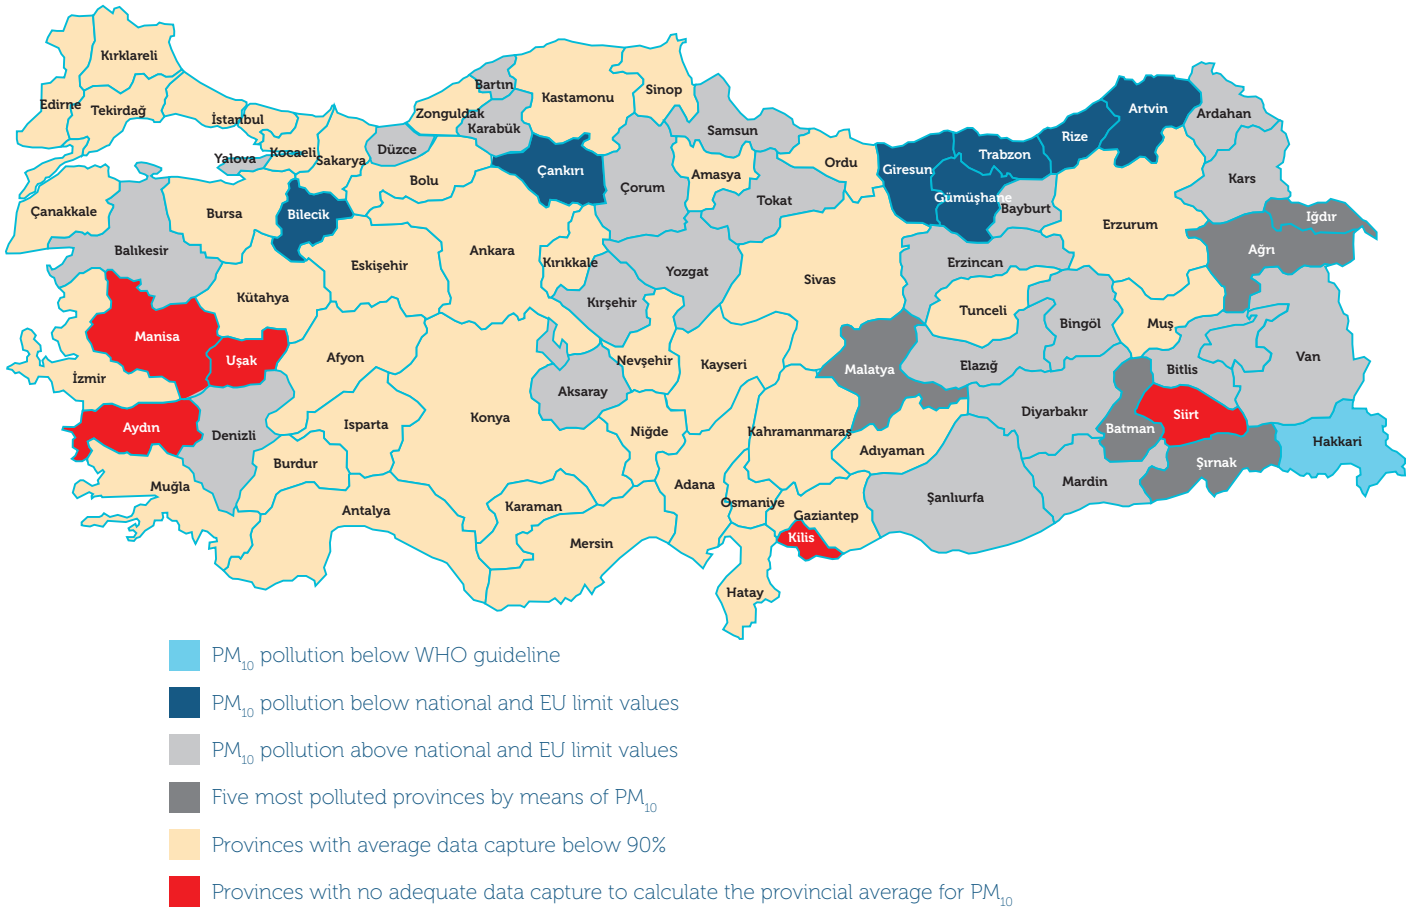 Kırklareli
Edirne
Tekirdağ
İstanbul
Kocaeli
Yalova
Sakarya
Düzce
Zonguldak
Bartın
Karabük
Kastamonu
Sinop
Samsun
Çankırı
Çorum
Amasya
Tokat
Ordu
Giresun
Gümüşhane
Trabzon
Rize
Artvin
Ardahan
Kars
Iğdır
Ağrı
Bayburt
Erzurum
Erzincan
Çanakkale
Balıkesir
Bursa
Bilecik
Bolu
Eskişehir
Ankara
Kırıkkale
Kırşehir
Yozgat
Sivas
Tunceli
Bingöl
Muş
Kütahya
Manisa
Uşak
İzmir
Afyon
Aydın
Denizli
Isparta
Burdur
Muğla
Antalya
Konya
Aksaray
Nevşehir
Kayseri
Niğde
Karaman
Mersin
Adana
Osmaniye
Hatay
Kahramanmaraş
Malatya
Elazığ
Adıyaman
Gaziantep
Kilis
Şanlıurfa
Diyarbakır
Mardin
Batman
Bitlis
Siirt
Şırnak
Van
Hakkari
PM10 pollution below WHO guideline
PM10 pollution below national and EU limit values
PM10 pollution above national and EU limit values
Five most polluted provinces by means of PM10
Provinces with average data capture below 90%
Provinces with no adequate data capture to calculate the provincial average for PM10